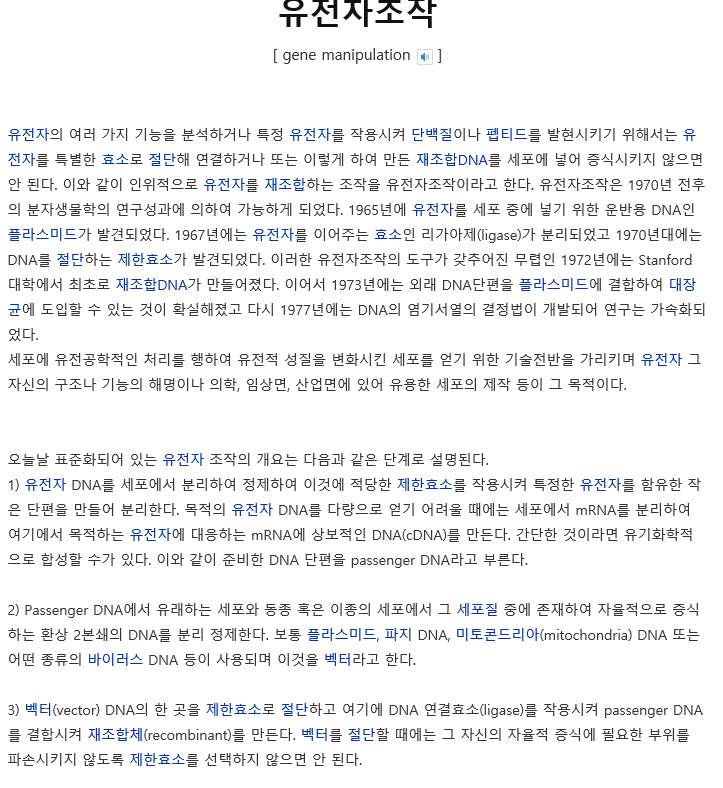 유전자조작
[ gene manipulation ]
유전자의 여러 가지 기능을 분석하거나 특정 유전자를 작용시켜 단백질이나 펩티드를 발현시키기 위해서는 유
전자를 특별한 효소로 절단해 연결하거나 또는 이렇게 하여 만든 재조합DNA를 세포에 넣어 증식시키지 않으면
안 된다. 이와 같이 인위적으로 유전자를 재조합하는 조작을 유전자조작이라고 한다. 유전자조작은 1970년 전후
의 분자생물학의 연구성과에 의하여 가능하게 되었다. 1965년에 유전자를 세포 중에 넣기 위한 운반용 DNA인
플라스미드가 발견되었다. 1967년에는 유전자를 이어주는 효소인 리가아제(ligase)가 분리되었고 1970년대에는
DNA를 절단하는 제한효소가 발견되었다. 이러한 유전자조작의 도구가 갖추어진 무렵인 1972년에는 Stanford
대학에서 최초로 재조합DNA가 만들어졌다. 이어서 1973년에는 외래 DNA단편을 플라스미드에 결합하여 대장
균에 도입할 수 있는 것이 확실해졌고 다시 1977년에는 DNA의 염기서열의 결정법이 개발되어 연구는 가속화되
었다.
세포에 유전공학적인 처리를 행하여 유전적 성질을 변화시킨 세포를 얻기 위한 기술전반을 가리키며 유전자 그
자신의 구조나 기능의 해명이나 의학, 임상면, 산업면에 있어 유용한 세포의 제작 등이 그 목적이다.
오늘날 표준화되어 있는 유전자 조작의 개요는 다음과 같은 단계로 설명된다.
1) 유전자 DNA를 세포에서 분리하여 정제하여 이것에 적당한 제한효소를 작용시켜 특정한 유전자를 함유한 작
은 단편을 만들어 분리한다. 목적의 유전자 DNA를 다량으로 얻기 어려울 때에는 세포에서 mRNA를 분리하여
여기에서 목적하는 유전자에 대응하는 mRNA에 상보적인 DNA(cDNA)를 만든다. 간단한 것이라면 유기화학적
으로 합성할 수가 있다. 이와 같이 준비한 DNA 단편을 passenger DNA라고 부른다.
2) Passenger DNA에서 유래하는 세포와 동종 혹은 이종의 세포에서 그 세포질 중에 존재하여 자율적으로 증식
하는 환상 2본쇄의 DNA를 분리 정제한다. 보통 플라스미드, 파지 DNA, 미토콘드리아(mitochondria) DNA 또는
어떤 종류의 바이러스 DNA 등이 사용되며 이것을 벡터라고 한다.
3) 벡터(vector) DNA의 한 곳을 제한효소로 절단하고 여기에 DNA 연결효소(ligase)를 작용시켜 passenger DNA
를 결합시켜 재조합체(recombinant)를 만든다. 벡터를 절단할 때에는 그 자신의 자율적 증식에 필요한 부위를
파손시키지 않도록 제한효소를 선택하지 않으면 안 된다.